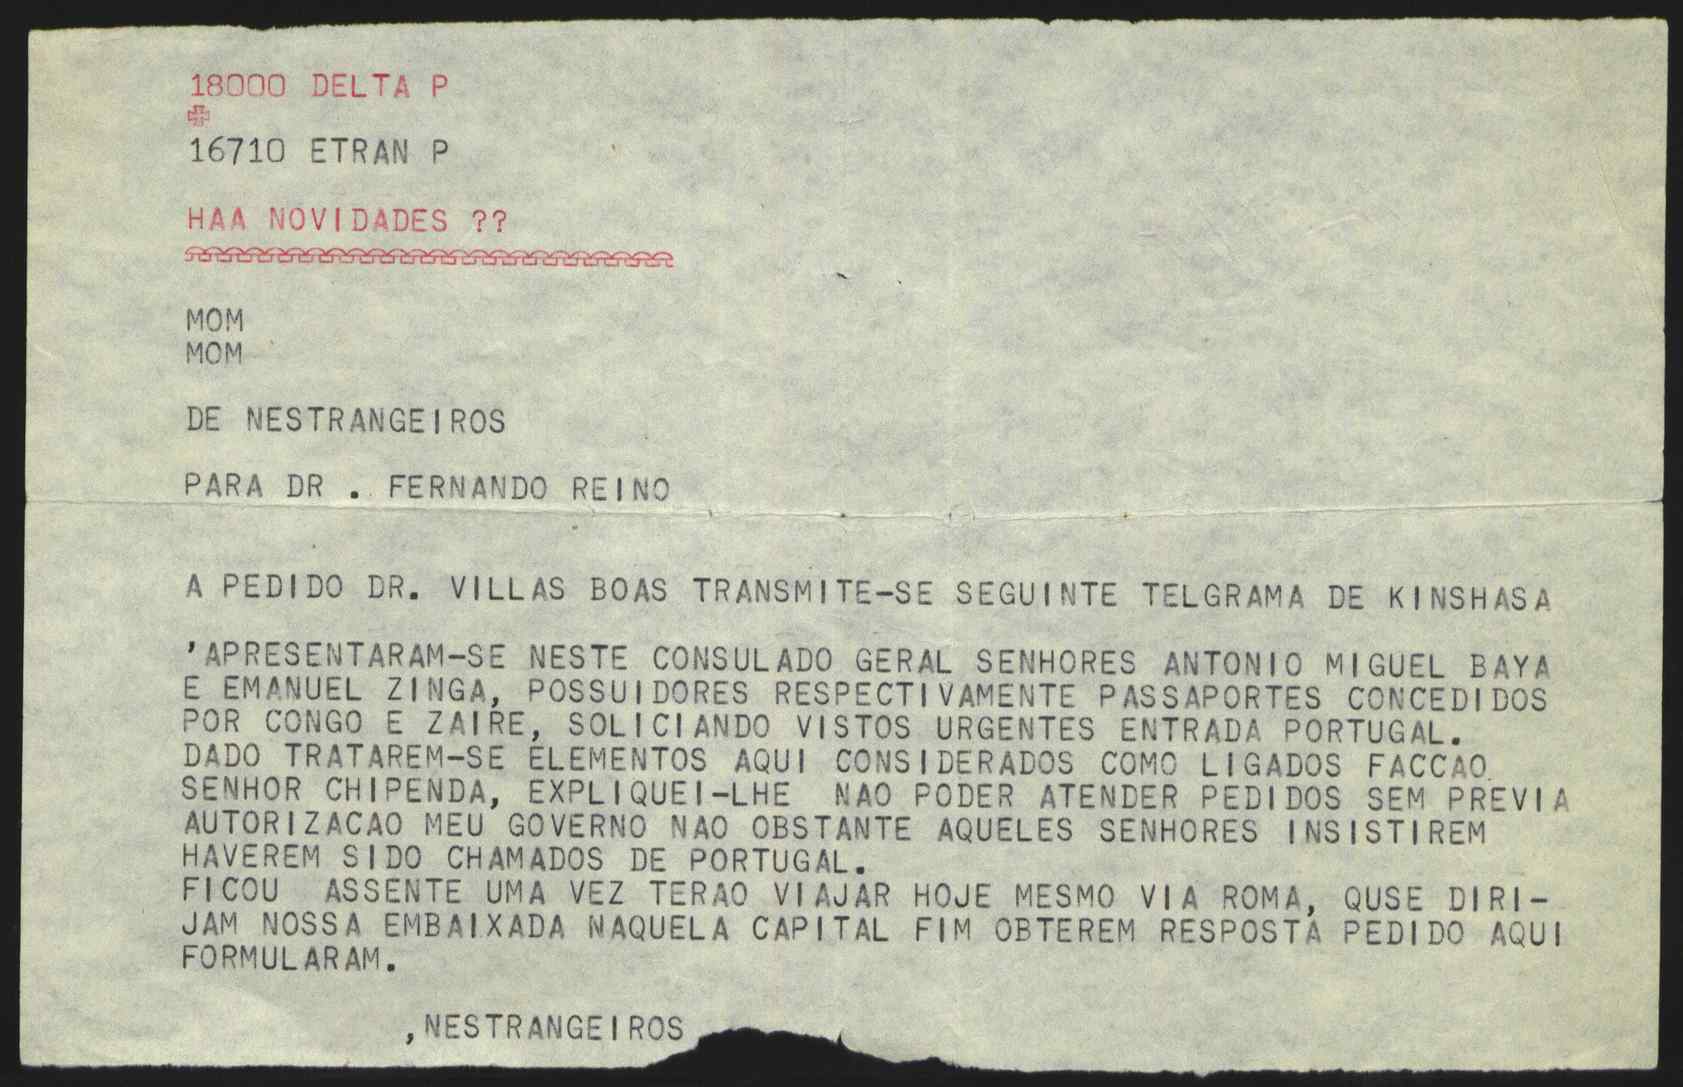 18000 DELTA P
16710 ETRAN P
HAA NOVIDADES ??
MOM
MOM
DE NESTRANGEIROS
PARA DR . FERNANDO REINO
A PEDIDO DR. VILLAS BOAS TRANSMITE-SE SEGUINTE TELGRAMA DE KINSHASA
'APRESENTARAM-SE NESTE CONSULADO GERAL SENHORES ANTONIO MIGUEL BAYA
E EMANUEL ZINGA, POSSUIDORES RESPECTIVAMENTE PASSAPORTES CONCEDIDOS
POR CONGO E ZAIRE, SOLICIANDO VISTOS URGENTES ENTRADA PORTUGAL.
DADO TRATAREM-SE ELEMENTOS AQUI CONSIDERADOS COMO LIGADOS FACCAO
SENHOR CHIPENDA, EXPLIQUEI-LHE  NAO PODER ATENDER PEDIDOS SEM PREVIA
AUTORIZACAO MEU GOVERNO NAO OBSTANTE AQUELES SENHORES INSISTIREM
HAVEREM SIDO CHAMADOS DE PORTUGAL.
FICOU  ASSENTE UMA VEZ TERAO VIAJAR HOJE MESMO VIA ROMA, QUSE DIRI-
JAM NOSSA EMBAIXADA NAQUELA CAPITAL FIM OBTEREM RESPOSTA PEDIDO AQUI
FORMULARAM.
,NESTRANGEIROS